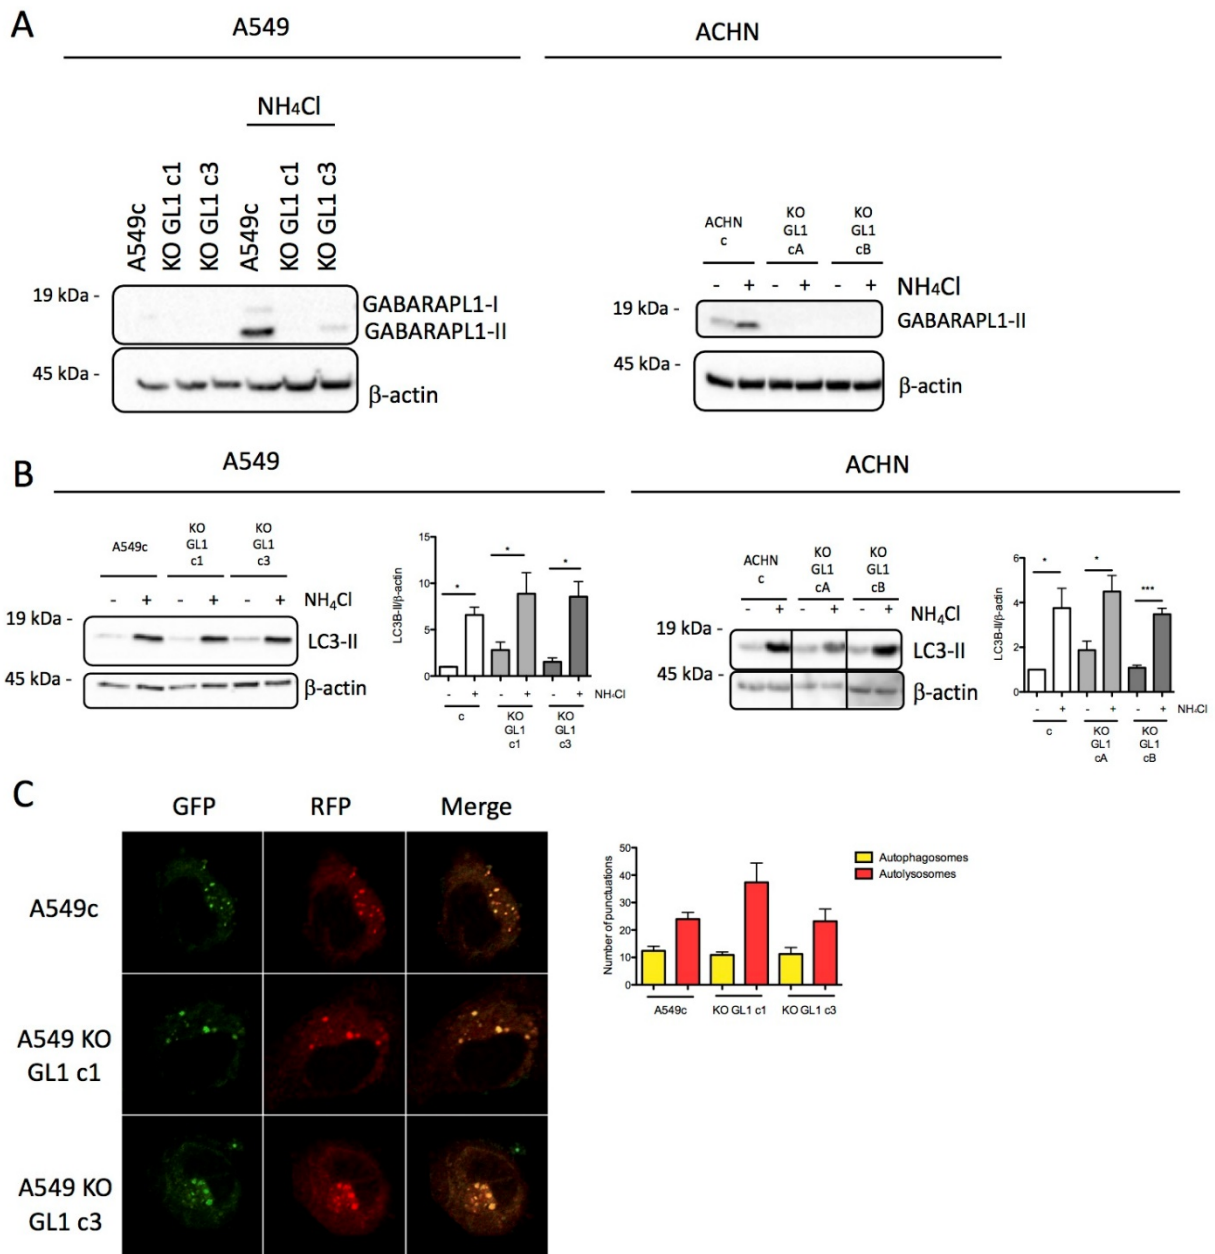 A
A549
ACHN
NH₄Cl
A549c
KO GL1 c1
KO GL1 c3
A549c
KO GL1 c1
KO GL1 c3
19 kDa -
GABARAPL1-I
GABARAPL1-II
45 kDa -
β-actin
ACHN
c
KO
GL1
cA
KO
GL1
cB
- + - + - + NH₄Cl
19 kDa -
GABARAPL1-II
45 kDa -
β-actin
B
A549
ACHN
A549c
KO
GL1
c1
KO
GL1
c3
- + - + - + NH₄Cl
19 kDa -
LC3-II
45 kDa -
β-actin
LC3B-II/β-actin
15
10
5
0
* * *
- + - + - + NH₄Cl
c
KO
GL1
c1
KO
GL1
c3
ACHN
c
KO
GL1
cA
KO
GL1
cB
- + - + - + NH₄Cl
19 kDa -
LC3-II
45 kDa -
β-actin
LC3B-II/β-actin
6
4
2
0
* * ***
- + - + - + NH₄Cl
c
KO
GL1
cA
KO
GL1
cB
C
GFP RFP Merge
A549c
A549 KO
GL1 c1
A549 KO
GL1 c3
Number of punctuations
50
40
30
20
10
0
A549c KO GL1 c1 KO GL1 c3
Autophagosomes
Autolysosomes